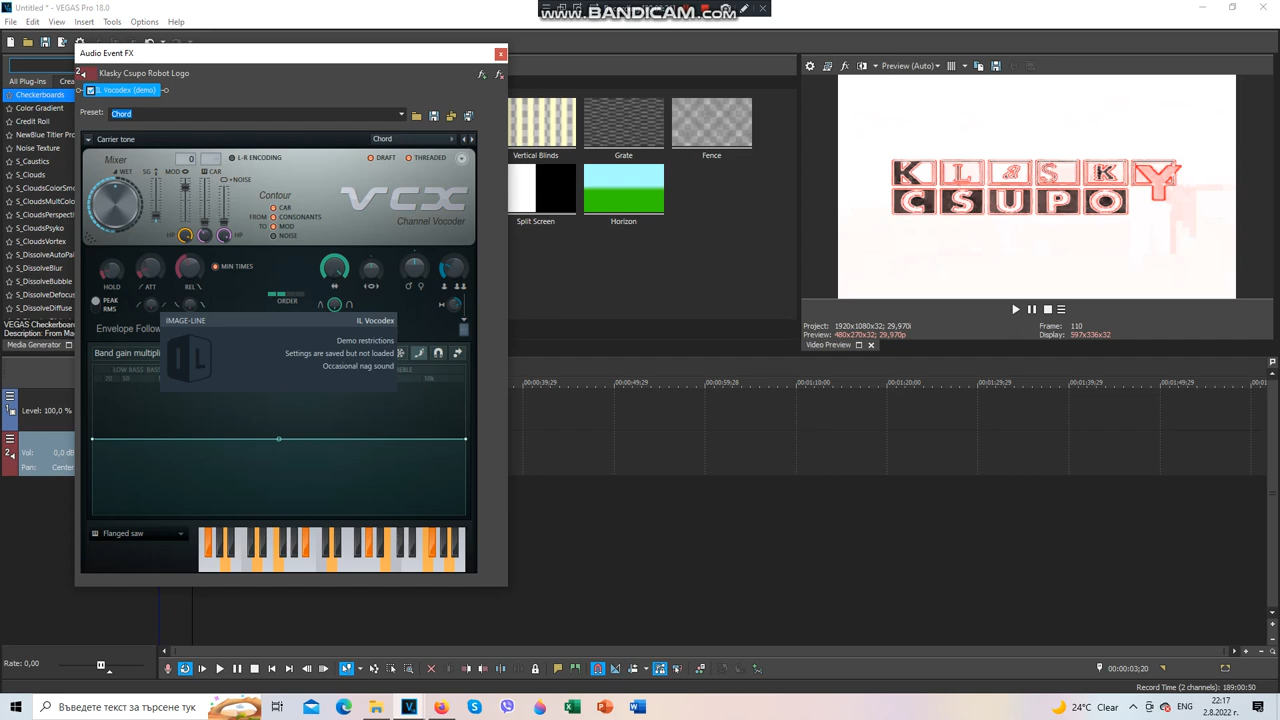 Untitled * - VEGAS Pro 18.0
www.BANDICAM.com
File Edit View Insert Tools Options Help
Audio Event FX
Klasky Csupo Robot Logo
IL Vocodex (demo)
Preset: Chord
All Plug-ins
Checkerboards
Color Gradient
Credit Roll
NewBlue Titler Pro
Noise Texture
S_Caustics
S_Clouds
S_CloudsColorSmo
S_CloudsPerspect
S_CloudsPsyko
S_CloudsVortex
S_DissolveAutoPa
S_DissolveBlur
S_DissolveBubble
S_DissolveDefocus
S_DissolveDiffuse
VEGAS Checkerboard
Description: From Ma
Media Generator
Carrier tone
Chord
Mixer
WET
SG
MOD
0
CAR
L-R ENCODING
+NOISE
DRAFT
THREADED
Contour
CAR
FROM
CONSONANTS
TO
MOD
NOISE
HP
HP
VCX
Channel Vocoder
HOLD
ATT
REL
MIN TIMES
PEAK
RMS
ORDER
Envelope Follow
IMAGE-LINE
IL Vocodex
Demo restrictions
Settings are saved but not loaded
Occasional nag sound
Band gain multipli
LOW BASS
20
50
10k
Flanged saw
Vertical Blinds
Grate
Fence
Split Screen
Horizon
Preview (Auto)
KLaSKY
CSUPO
Project: 1920x1080x32; 29,970i
Preview: 480x270x32; 29,970p
Frame: 110
Display: 597x336x32
Video Preview
Level: 100,0 %
Vol: 0,0 dB
Pan: Center
00:00:39;29
00:00:49;29
00:00:59;28
00:01:10;00
00:01:20;00
00:01:29;29
00:01:39;29
00:01:49;29
Rate: 0,00
00:00:03;20
Record Time (2 channels): 189:00:50
Въведете текст за търсене тук
24°C Clear
ENG
22:17
2.8.2022 г.